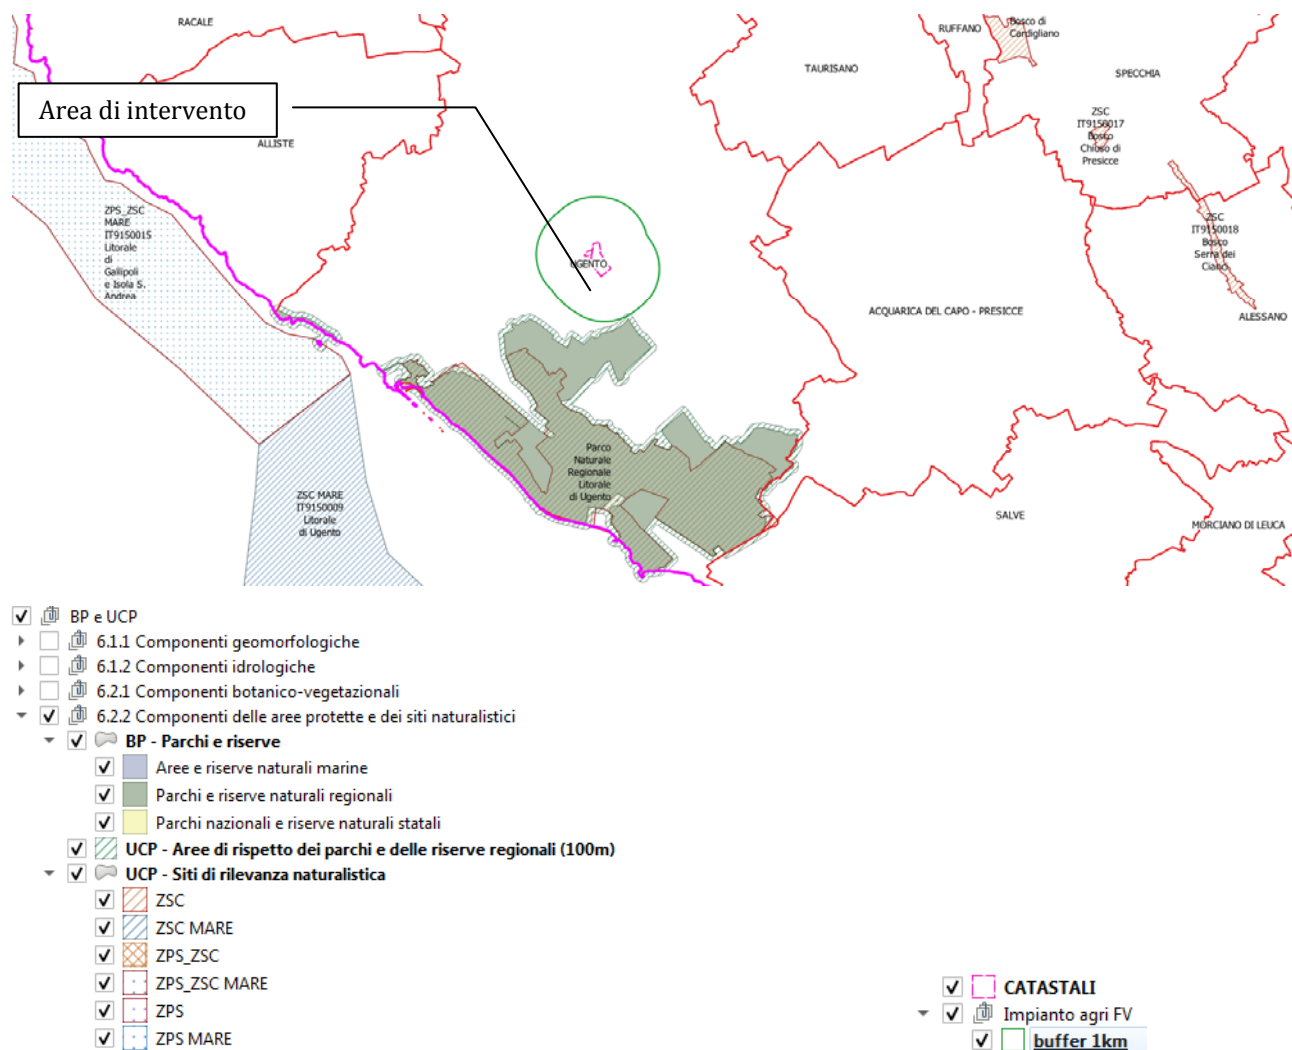 RACALE
RUFFANO
Bosco di
Cardigliano
TAURISANO
SPECCHIA
Area di intervento
ZSC
IT9150017
Bosco
Chiuso di
Presicce
ALLISTE
ZPS_ZSC
MARE
IT9150015
Litorale
di
Gallipoli
e Isola S.
Andrea
ZSC
IT9150018
Bosco
Serra dei
Cianci
UGENTO
ACQUARICA DEL CAPO - PRESICCE
ALESSANO
Parco
Naturale
Regionale
Litorale
di Ugento
ZSC MARE
IT9150009
Litorale
di Ugento
SALVE
MORCIANO DI LEUCA
BP e UCP
6.1.1 Componenti geomorfologiche
6.1.2 Componenti idrologiche
6.2.1 Componenti botanico-vegetazionali
6.2.2 Componenti delle aree protette e dei siti naturalistici
BP - Parchi e riserve
Aree e riserve naturali marine
Parchi e riserve naturali regionali
Parchi nazionali e riserve naturali statali
UCP - Aree di rispetto dei parchi e delle riserve regionali (100m)
UCP - Siti di rilevanza naturalistica
ZSC
ZSC MARE
ZPS_ZSC
ZPS_ZSC MARE
ZPS
ZPS MARE
CATASTALI
Impianto agri FV
buffer 1km